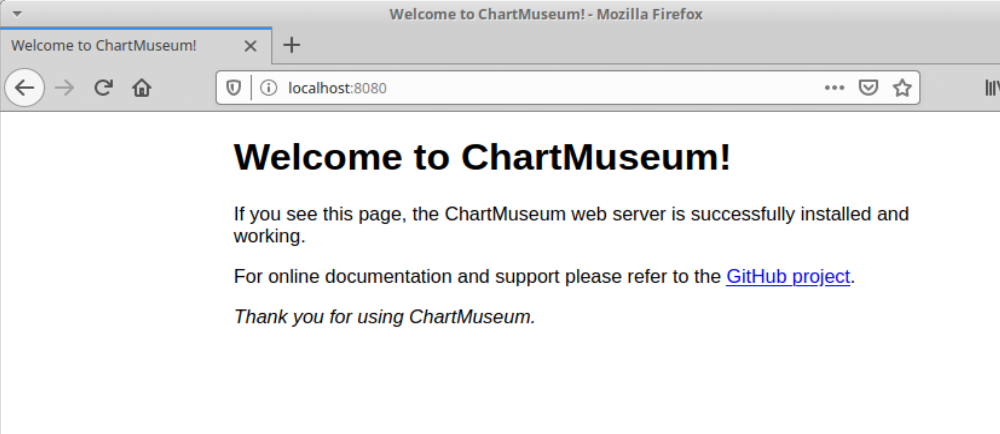 Welcome to ChartMuseum! - Mozilla Firefox
Welcome to ChartMuseum!
localhost:8080
Welcome to ChartMuseum!
If you see this page, the ChartMuseum web server is successfully installed and
working.
For online documentation and support please refer to the GitHub project.
Thank you for using ChartMuseum.